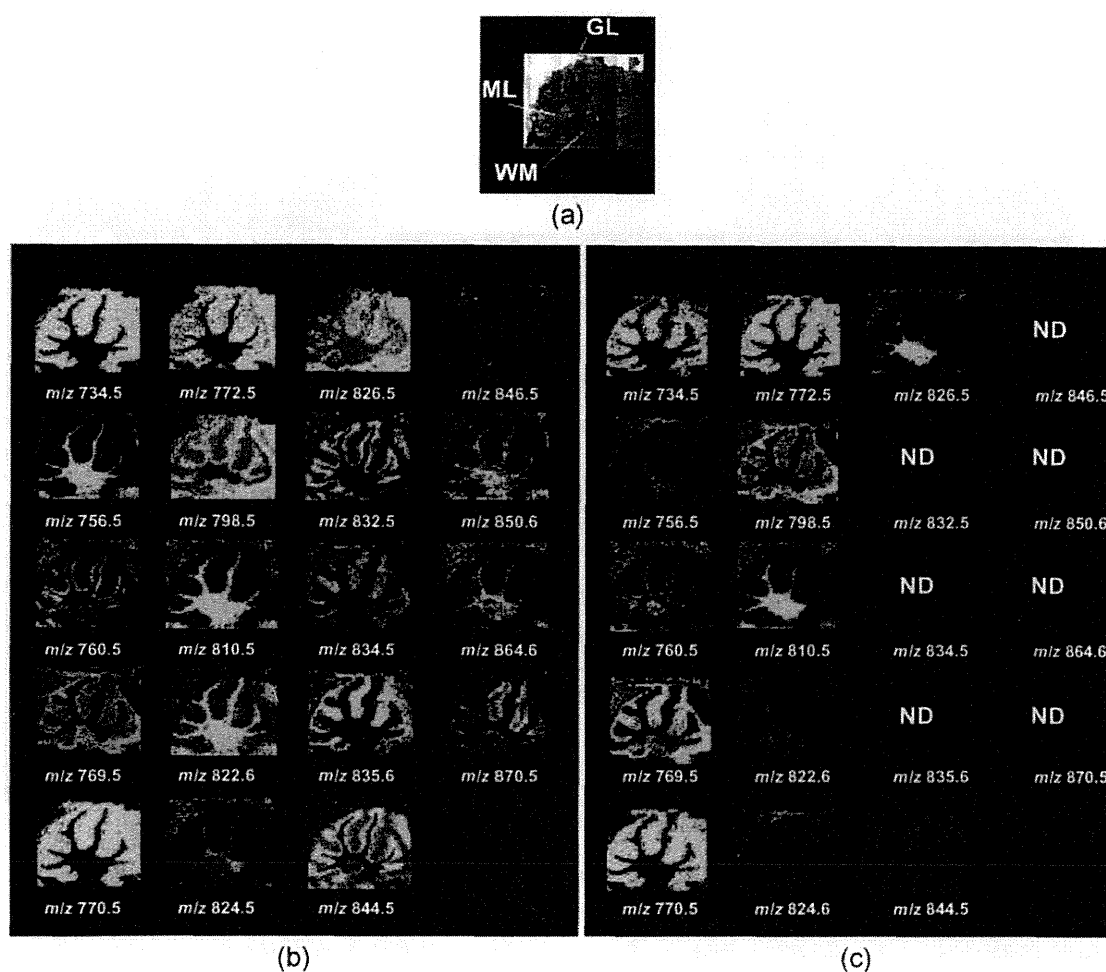 GL
ML
WM
(a)
m/z 734.5 m/z 772.5 m/z 826.5 m/z 846.5
m/z 756.5 m/z 798.5 m/z 832.5 m/z 850.6
m/z 760.5 m/z 810.5 m/z 834.5 m/z 864.6
m/z 769.5 m/z 822.6 m/z 835.6 m/z 870.5
m/z 770.5 m/z 824.5 m/z 844.5
(b)
ND
m/z 734.5 m/z 772.5 m/z 826.5 m/z 846.5
ND ND
m/z 756.5 m/z 798.5 m/z 832.5 m/z 850.6
ND ND
m/z 760.5 m/z 810.5 m/z 834.5 m/z 864.6
ND ND
m/z 769.5 m/z 822.6 m/z 835.6 m/z 870.5
m/z 770.5 m/z 824.6 m/z 844.5
(c)